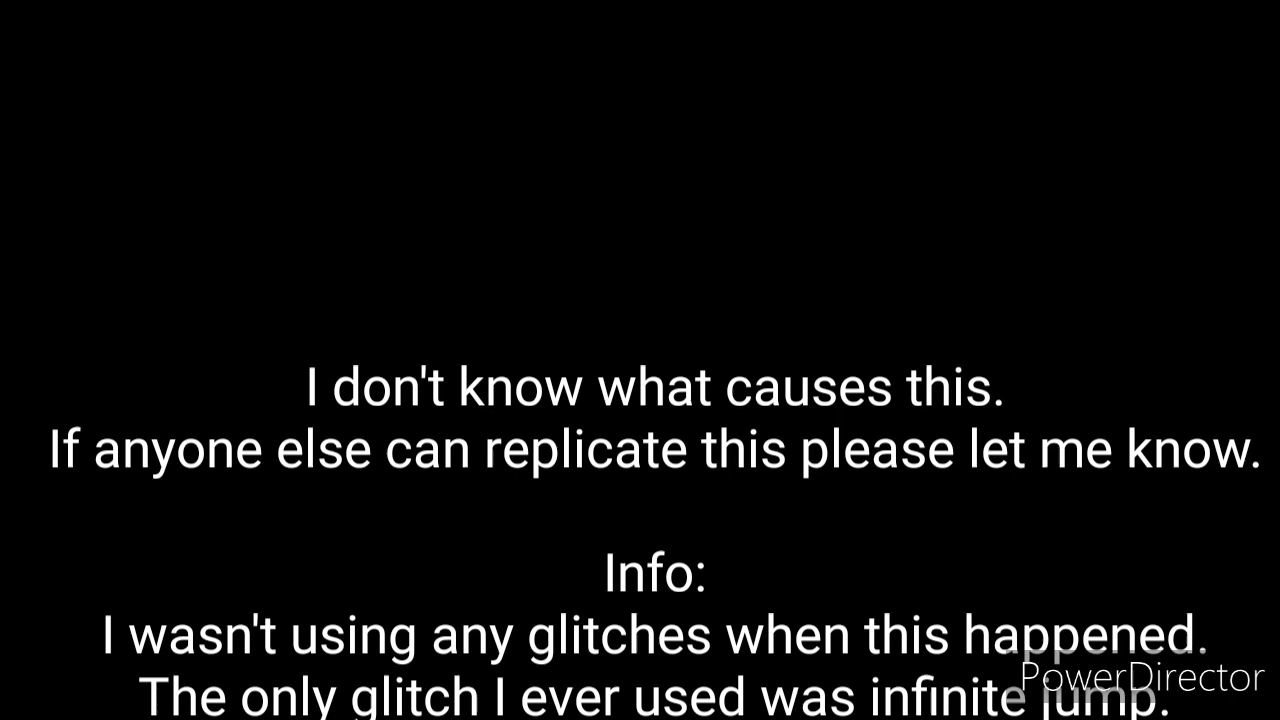 I don't know what causes this.
If anyone else can replicate this please let me know.
Info:
I wasn't using any glitches when this happened.
The only glitch I ever used was infinite jump.
PowerDirector